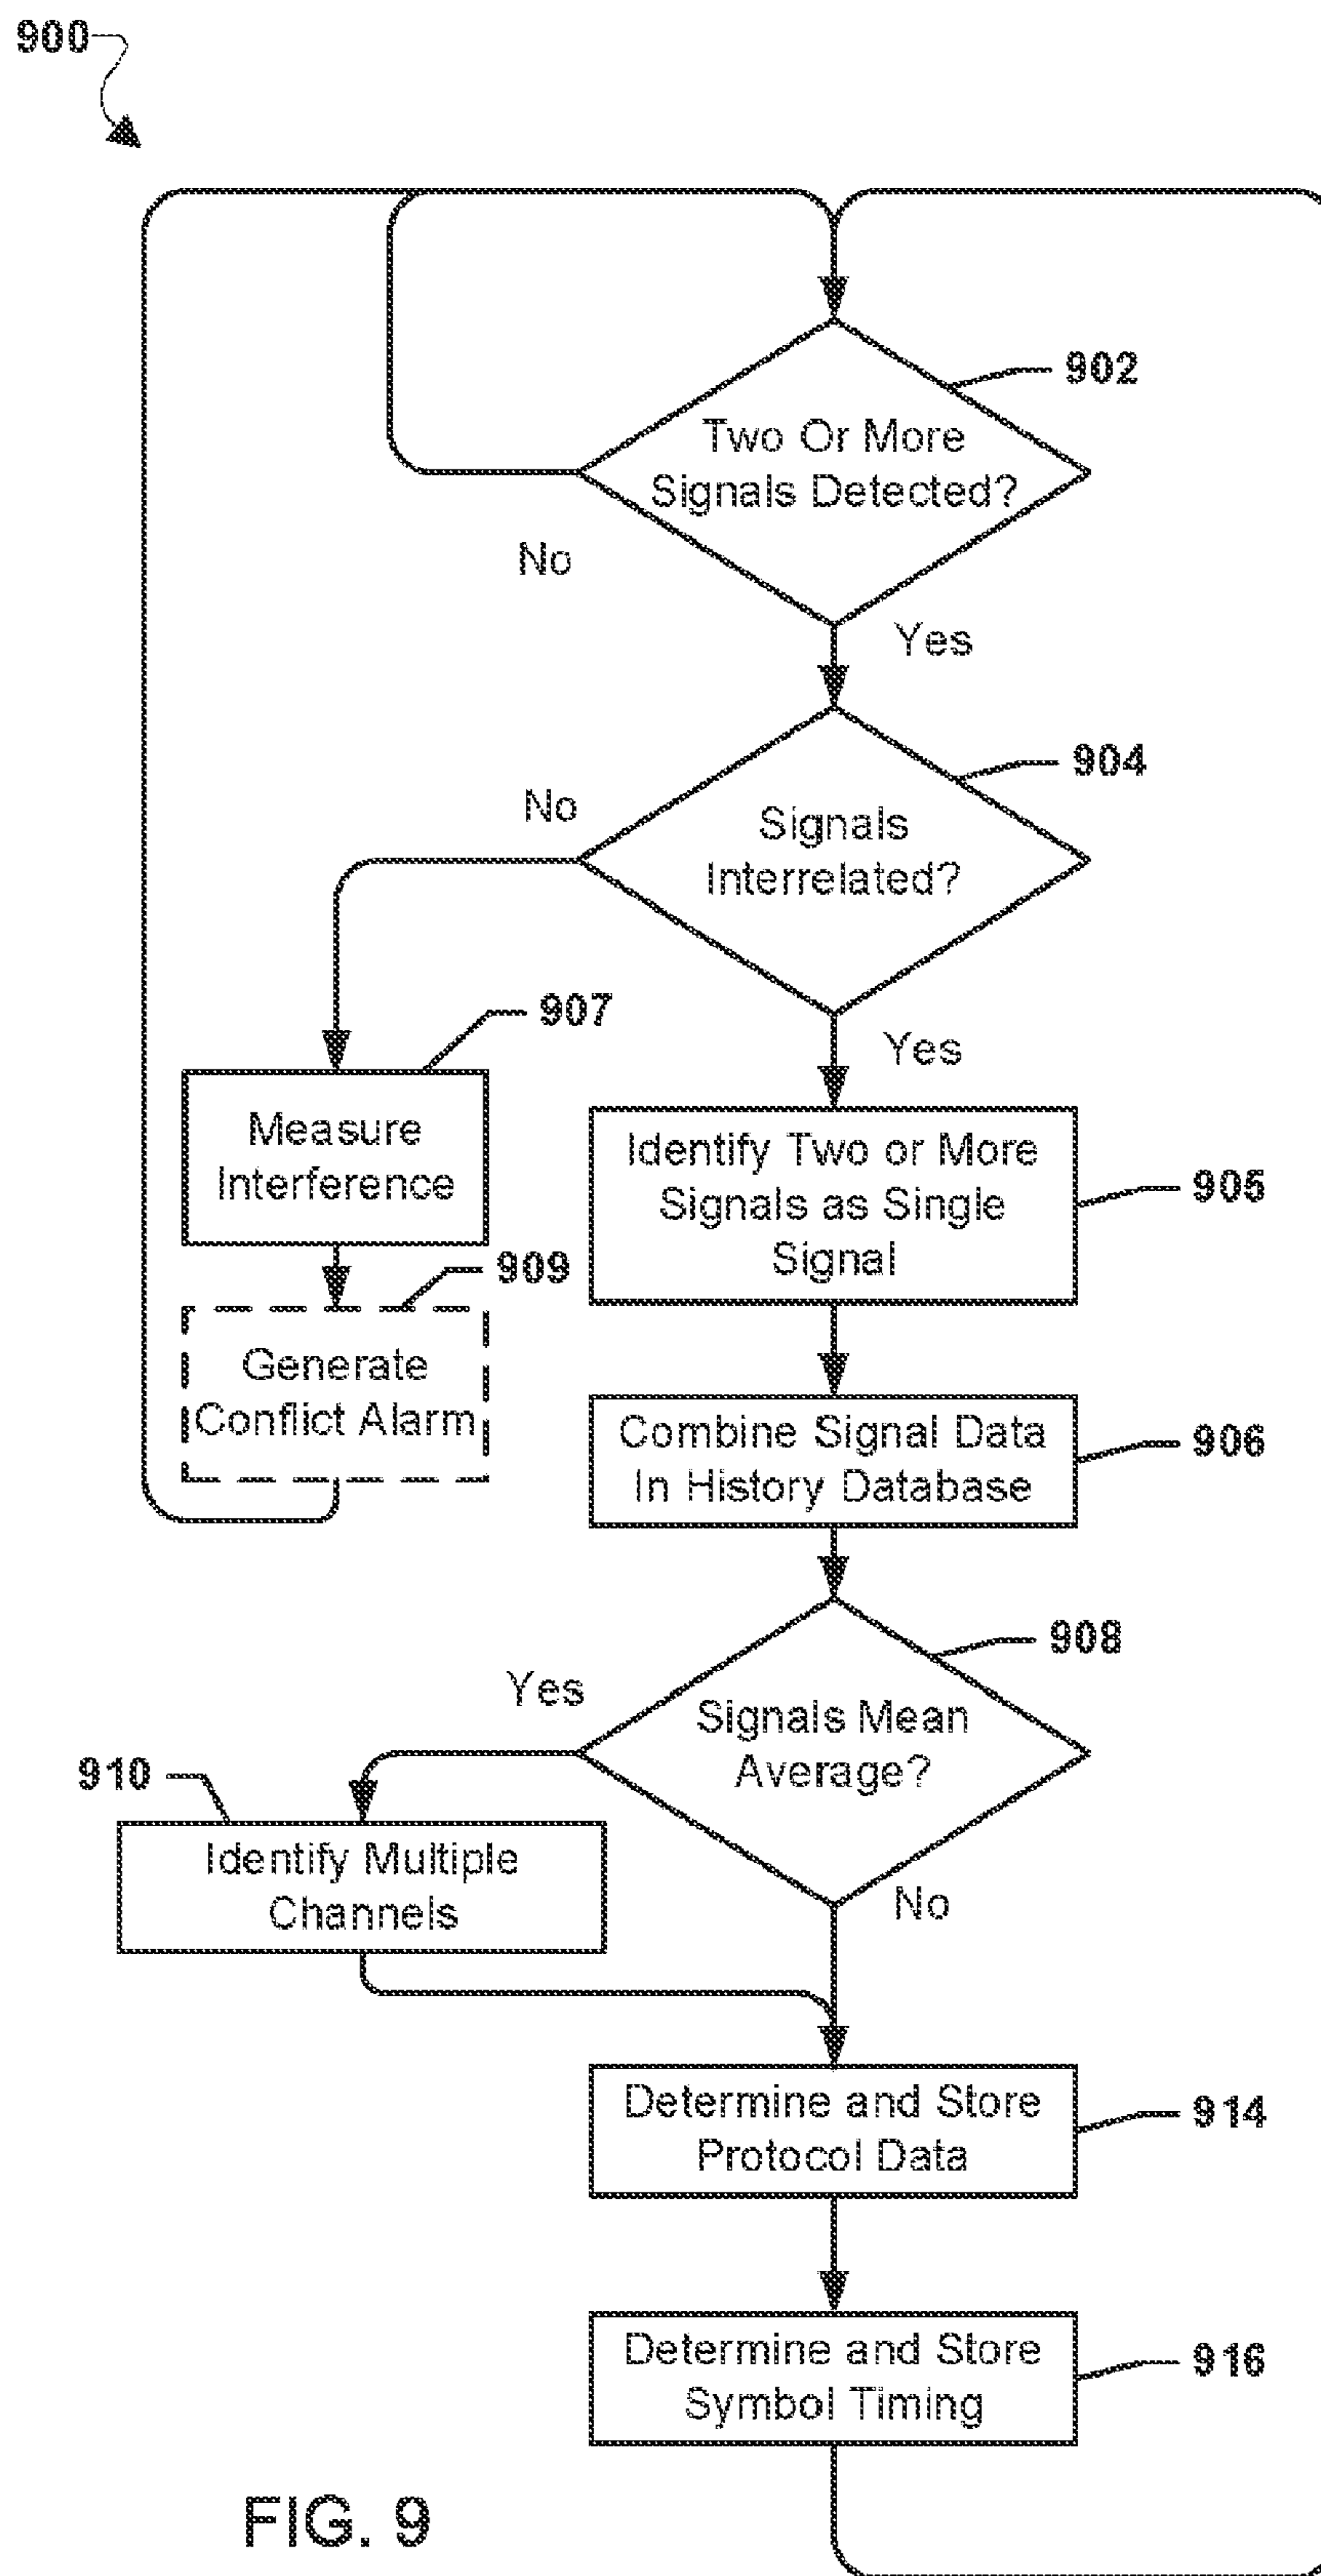 900
902
Two Or More
Signals Detected?
No
Yes
904
No
Signals
Interrelated?
907
Yes
Measure
Interference
Identify Two or More
Signals as Single
Signal
905
909
Generate
Conflict Alarm
Combine Signal Data
In History Database
906
908
Yes
Signals Mean
Average?
910
Identify Multiple
Channels
No
Determine and Store
Protocol Data
914
Determine and Store
Symbol Timing
916
FIG. 9